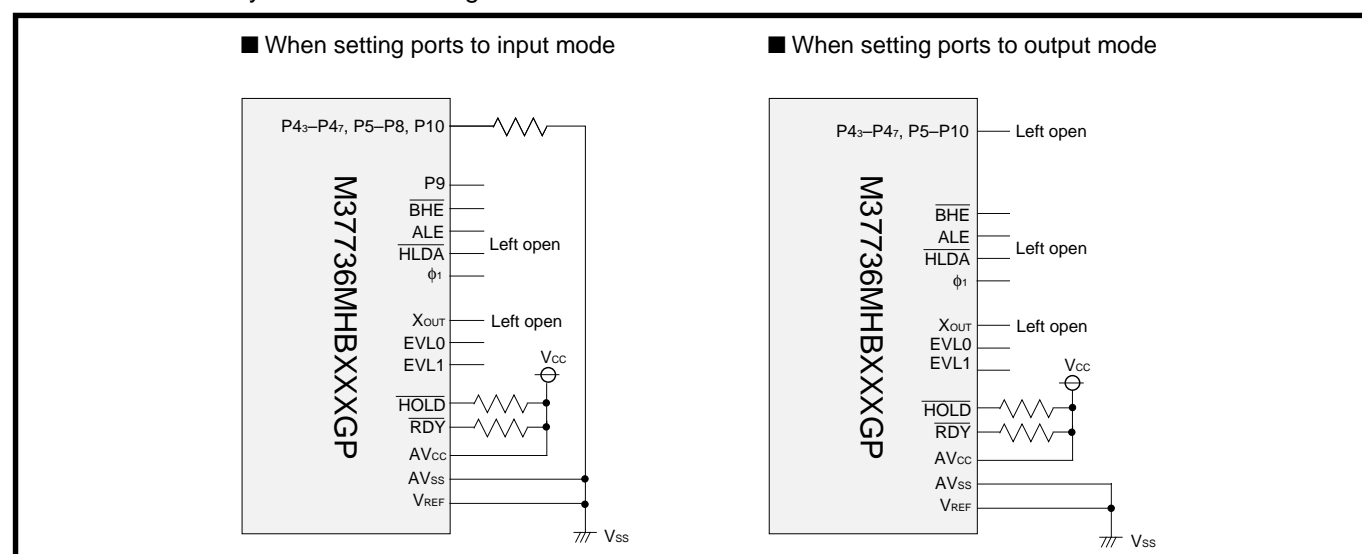 ■ When setting ports to input mode
P43–P47, P5–P8, P10
M37736MHBXXXGP
P9
BHE
ALE
HLDA
Left open
ϕ1
XOUT
Left open
EVL0
EVL1
VCC
HOLD
RDY
AVCC
AVSS
VREF
VSS
■ When setting ports to output mode
P43–P47, P5–P10
Left open
M37736MHBXXXGP
BHE
ALE
HLDA
Left open
ϕ1
XOUT
Left open
EVL0
EVL1
VCC
HOLD
RDY
AVCC
AVSS
VREF
VSS